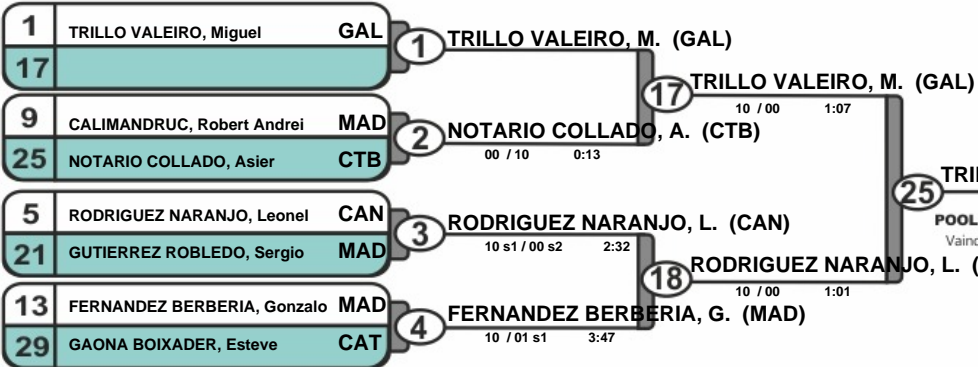 1 TRILLO VALEIRO, Miguel GAL
17
1 TRILLO VALEIRO, M. (GAL)
9 CALIMANDRUC, Robert Andrei MAD
25 NOTARIO COLLADO, Asier CTB
2 NOTARIO COLLADO, A. (CTB)
00 / 10 0:13
17 TRILLO VALEIRO, M. (GAL)
10 / 00 1:07
5 RODRIGUEZ NARANJO, Leonel CAN
21 GUTIERREZ ROBLEDO, Sergio MAD
3 RODRIGUEZ NARANJO, L. (CAN)
10 s1 / 00 s2 2:32
13 FERNANDEZ BERBERIA, Gonzalo MAD
29 GAONA BOIXADER, Esteve CAT
4 FERNANDEZ BERBERIA, G. (MAD)
10 / 01 s1 3:47
18 RODRIGUEZ NARANJO, L. (
10 / 00 1:01
25
POOL